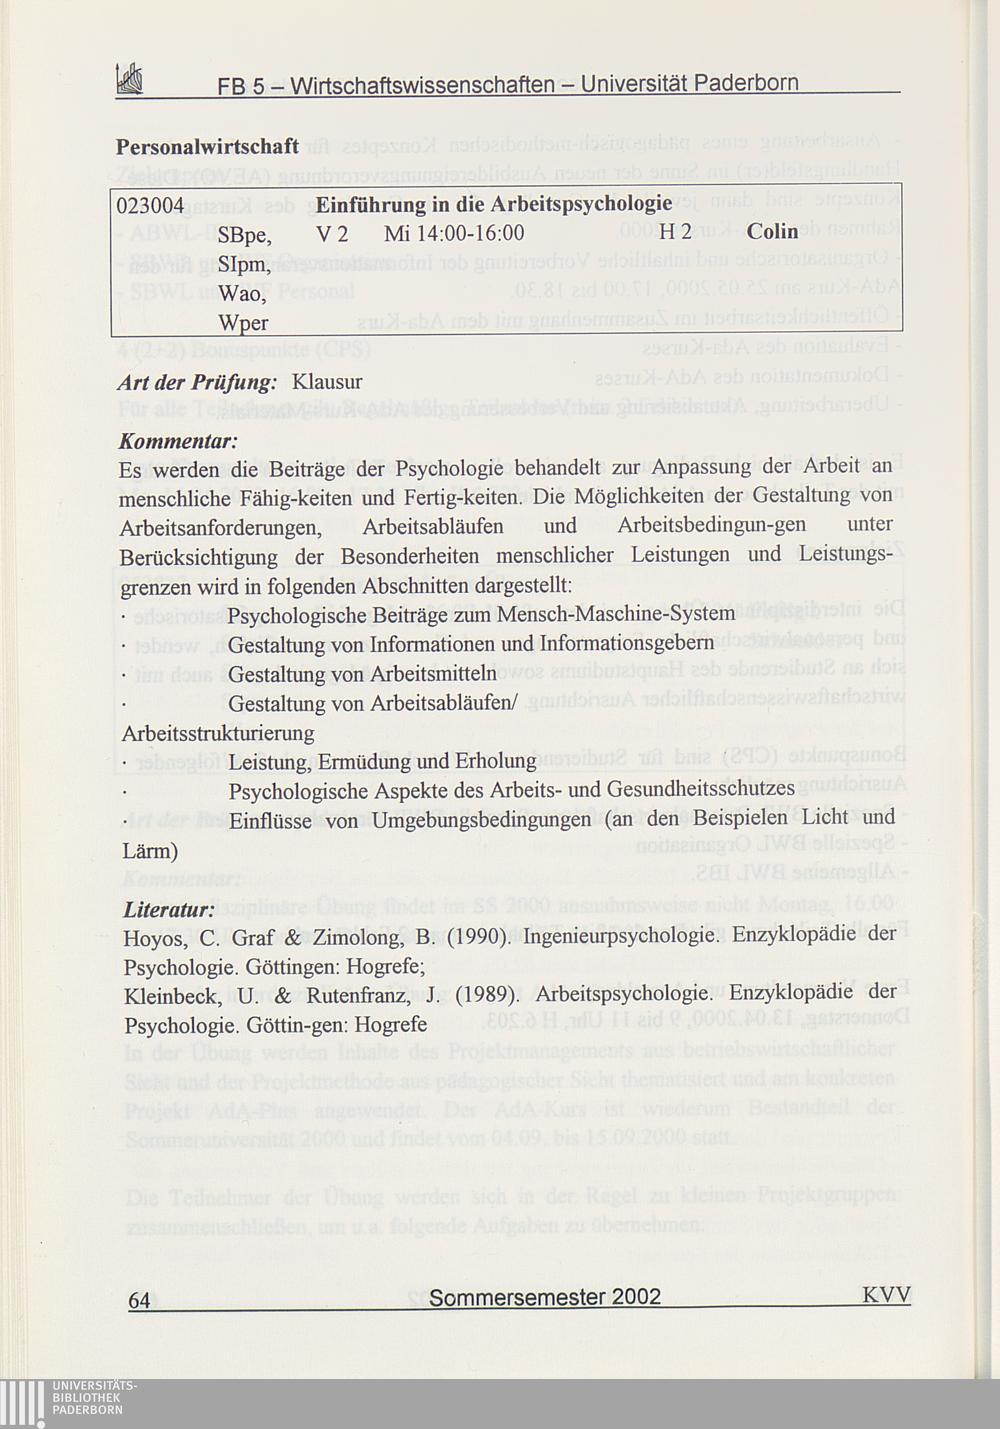 FB 5 – Wirtschaftswissenschaften – Universität Paderborn
Personalwirtschaft
023004 Einführung in die Arbeitspsychologie
SBpe, V 2 Mi 14:00-16:00 H 2 Colin
SIpm,
Wao,
Wper
Art der Prüfung: Klausur
Kommentar:
Es werden die Beiträge der Psychologie behandelt zur Anpassung der Arbeit an
menschliche Fähig-keiten und Fertig-keiten. Die Möglichkeiten der Gestaltung von
Arbeitsanforderungen, Arbeitsabläufen und Arbeitsbedingun-gen unter
Berücksichtigung der Besonderheiten menschlicher Leistungen und Leistungs-
grenzen wird in folgenden Abschnitten dargestellt:
· Psychologische Beiträge zum Mensch-Maschine-System
· Gestaltung von Informationen und Informationsgebern
· Gestaltung von Arbeitsmitteln
· Gestaltung von Arbeitsabläufen/
Arbeitsstrukturierung
· Leistung, Ermüdung und Erholung
· Psychologische Aspekte des Arbeits- und Gesundheitsschutzes
· Einflüsse von Umgebungsbedingungen (an den Beispielen Licht und
Lärm)
Literatur:
Hoyos, C. Graf & Zimolong, B. (1990). Ingenieurpsychologie. Enzyklopädie der
Psychologie. Göttingen: Hogrefe;
Kleinbeck, U. & Rutenfranz, J. (1989). Arbeitspsychologie. Enzyklopädie der
Psychologie. Göttin-gen: Hogrefe
64 Sommersemester 2002 KVV
UNIVERSITÄTS-
BIBLIOTHEK
PADERBORN